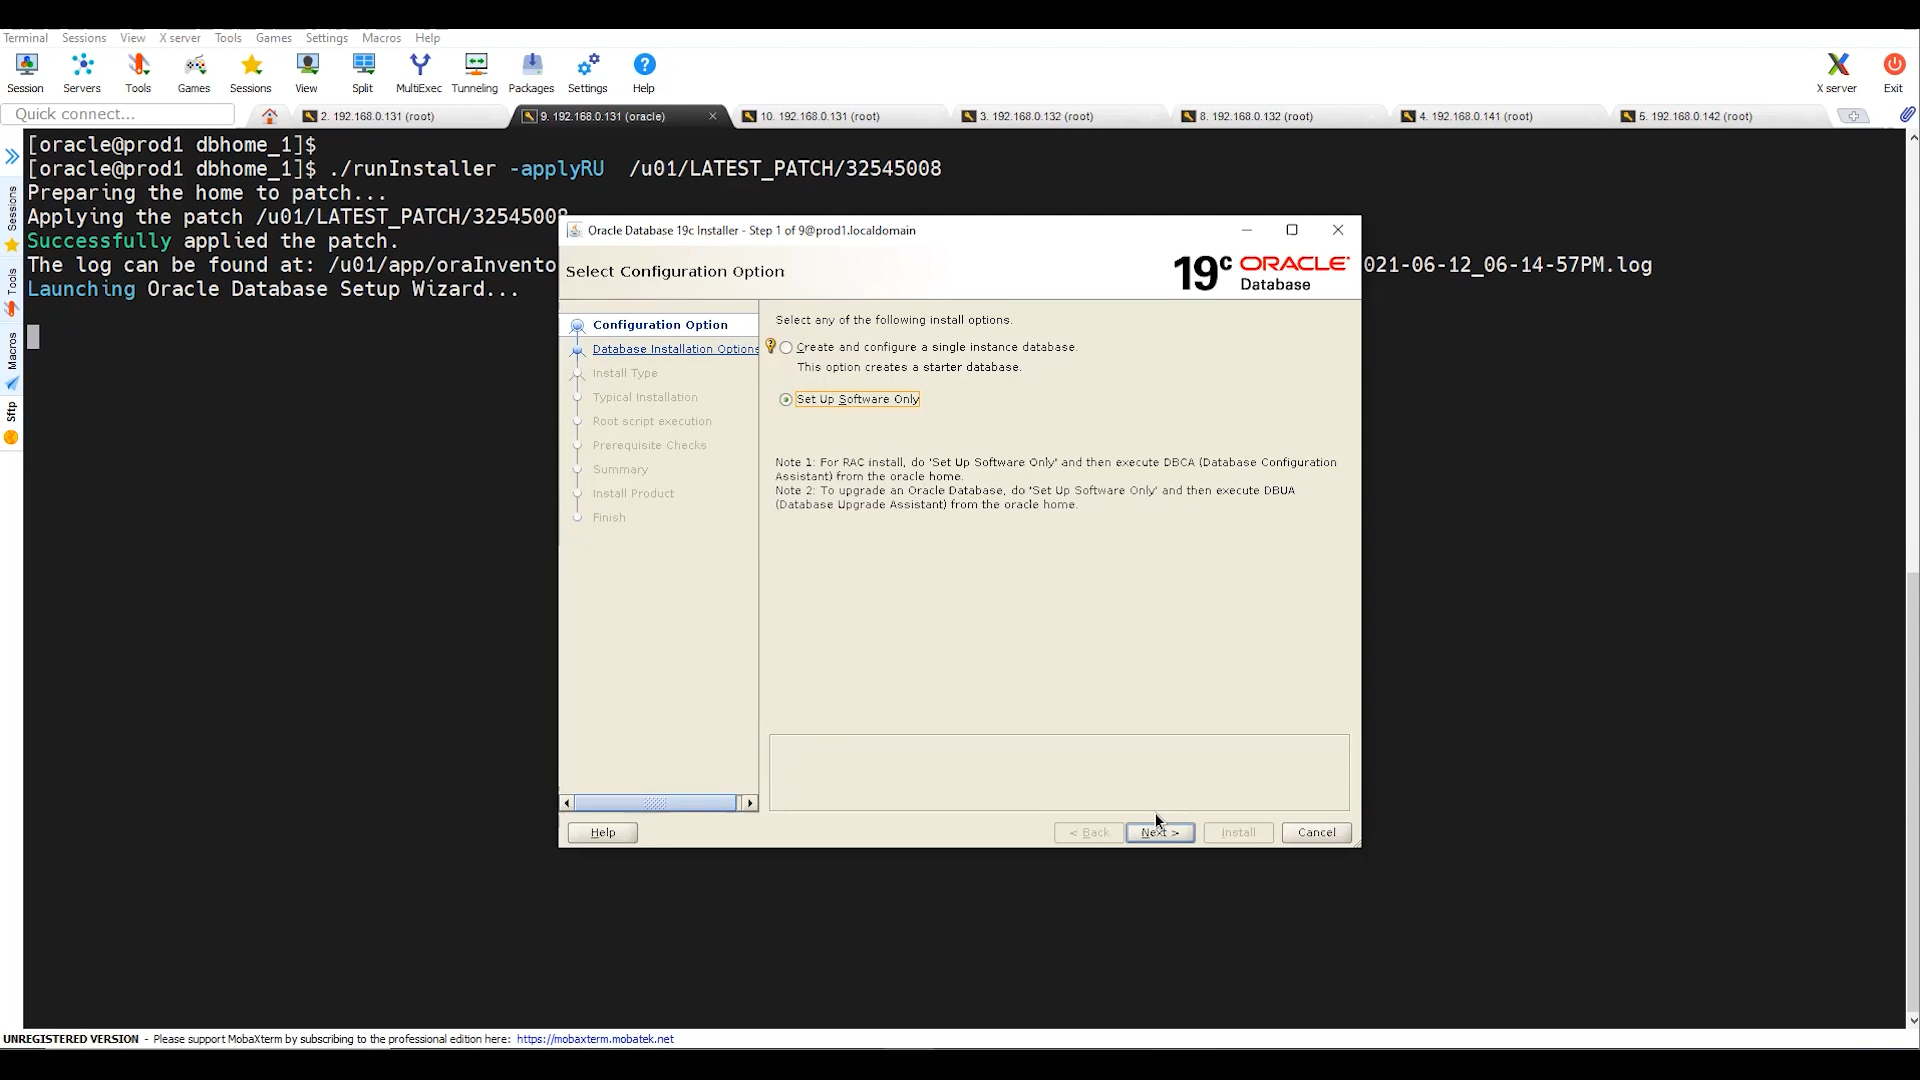 Terminal Sessions View X server Tools Games Settings Macros Help
Session Servers Tools Games Sessions View Split MultiExec Tunneling Packages Settings Help X server Exit
Quick connect... 2. 192.168.0.131 (root) 9. 192.168.0.131 (oracle) 10. 192.168.0.131 (root) 3. 192.168.0.132 (root) 8. 192.168.0.132 (root) 4. 192.168.0.141 (root) 5. 192.168.0.142 (root)
[oracle@prod1 dbhome_1]$
[oracle@prod1 dbhome_1]$ ./runInstaller -applyRU /u01/LATEST_PATCH/32545008
Preparing the home to patch...
Applying the patch /u01/LATEST_PATCH/32545008
Successfully applied the patch.
The log can be found at: /u01/app/oraInvento
021-06-12_06-14-57PM.log
Launching Oracle Database Setup Wizard...
Sessions
Tools
Macros
Sftp
Oracle Database 19c Installer - Step 1 of 9@prod1.localdomain
Select Configuration Option
19c ORACLE
Database
Configuration Option
Database Installation Options
Install Type
Typical Installation
Root script execution
Prerequisite Checks
Summary
Install Product
Finish
Select any of the following install options.
Create and configure a single instance database.
This option creates a starter database.
Set Up Software Only
Note 1: For RAC install, do 'Set Up Software Only' and then execute DBCA (Database Configuration
Assistant) from the oracle home.
Note 2: To upgrade an Oracle Database, do 'Set Up Software Only' and then execute DBUA
(Database Upgrade Assistant) from the oracle home.
Help < Back Next > Install Cancel
UNREGISTERED VERSION - Please support MobaXterm by subscribing to the professional edition here: https://mobaxterm.mobatek.net